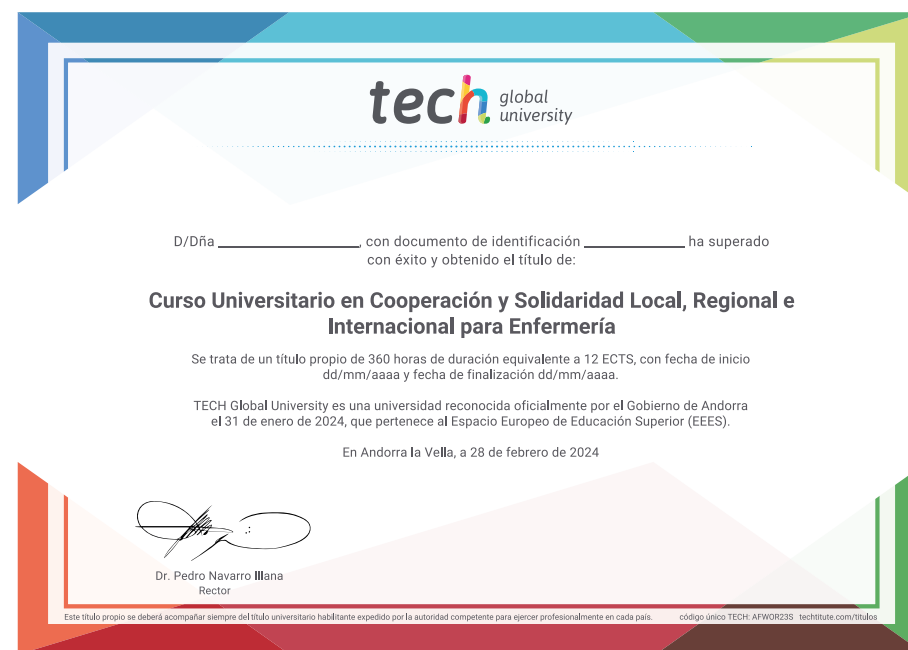 tech global university
D/Dña ____________________, con documento de identificación ______________ ha superado
con éxito y obtenido el título de:
Curso Universitario en Cooperación y Solidaridad Local, Regional e
Internacional para Enfermería
Se trata de un título propio de 360 horas de duración equivalente a 12 ECTS, con fecha de inicio
dd/mm/aaaa y fecha de finalización dd/mm/aaaa.
TECH Global University es una universidad reconocida oficialmente por el Gobierno de Andorra
el 31 de enero de 2024, que pertenece al Espacio Europeo de Educación Superior (EEES).
En Andorra la Vella, a 28 de febrero de 2024
Dr. Pedro Navarro Illana
Rector
Este título propio se deberá acompañar siempre del título universitario habilitante expedido por la autoridad competente para ejercer profesionalmente en cada país. código único TECH: AFWOR23S techtitute.com/titulos